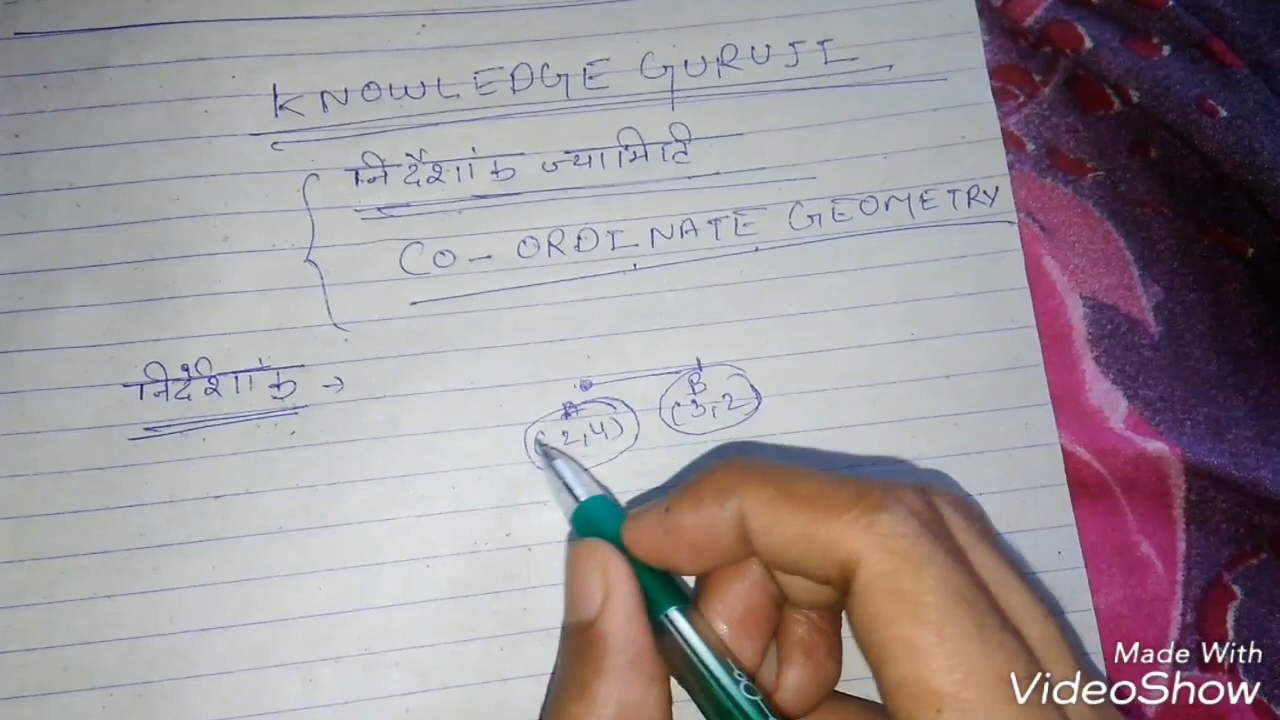 KNOWLEDGE GURUJI
निर्देशांक ज्यामिति
CO-ORDINATE GEOMETRY
निर्देशांक →
A B
(2,4) (3,2)
Made With
VideoShow